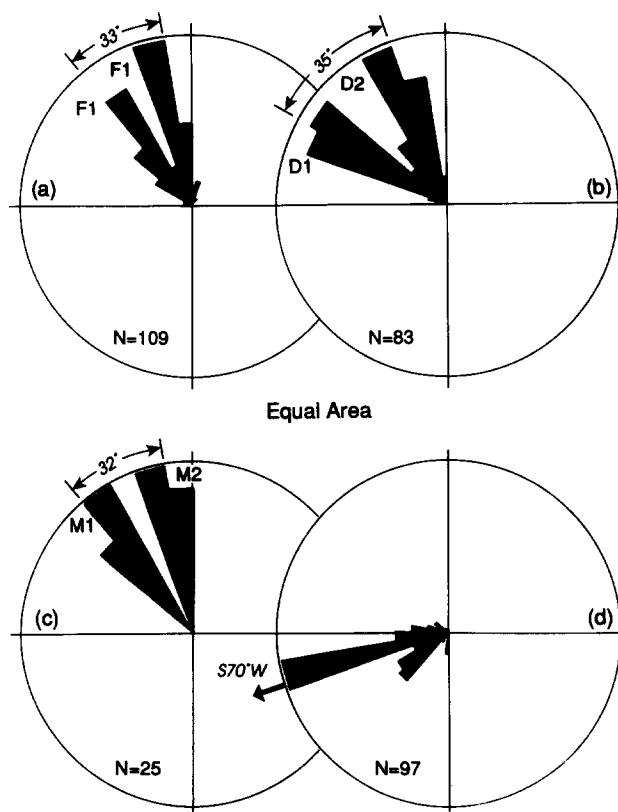 33°
F1
F1
(a)
N=109
35°
D2
D1
(b)
N=83
Equal Area
32°
M2
M1
(c)
N=25
(d)
S70°W
N=97